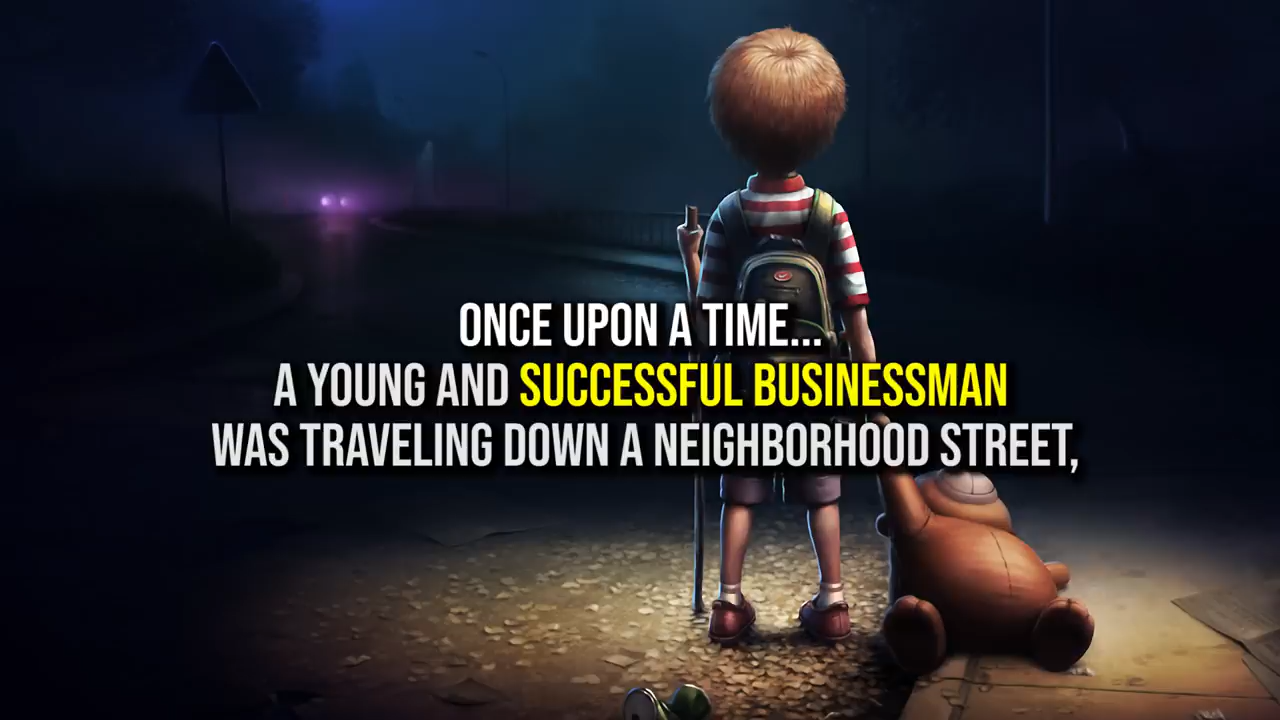 ONCE UPON A TIME...
A YOUNG AND SUCCESSFUL BUSINESSMAN
WAS TRAVELING DOWN A NEIGHBORHOOD STREET,